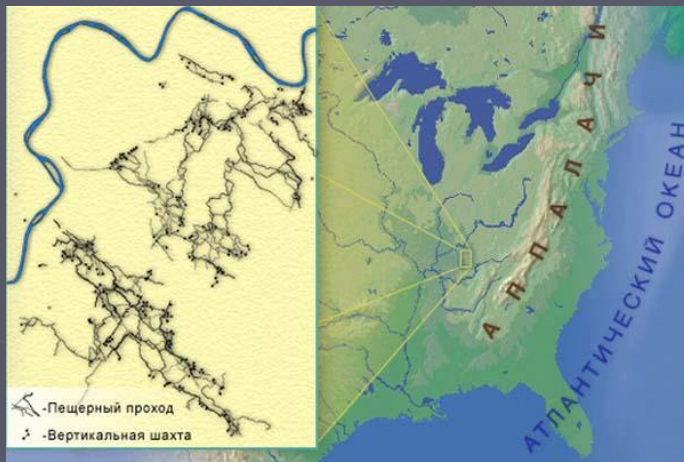 -Пещерный проход
-Вертикальная шахта
АППАЛАЧИ
АТЛАНТИЧЕСКИЙ ОКЕАН